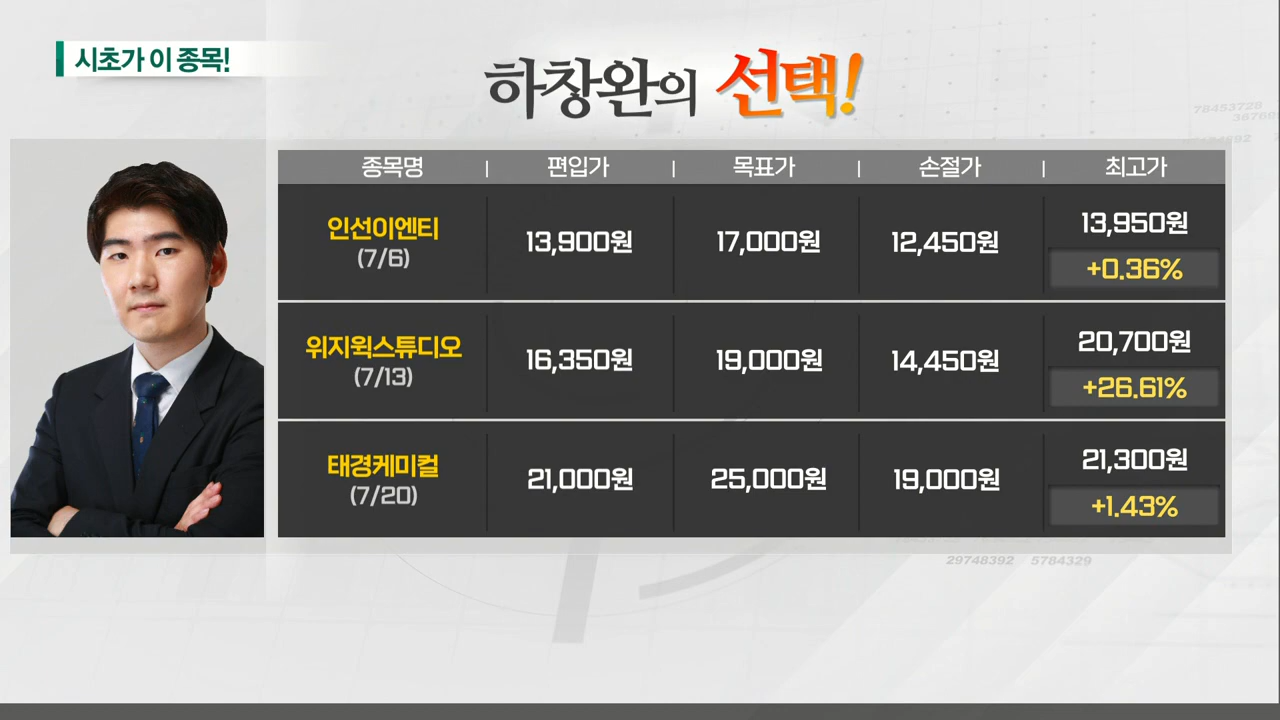 시초가 이 종목!
하창완의 선택!
78453728
종목명 | 편입가 | 목표가 | 손절가 | 최고가
인선이엔티 (7/6) 13,900원 17,000원 12,450원 13,950원 +0.36%
위지윅스튜디오 (7/13) 16,350원 19,000원 14,450원 20,700원 +26.61%
태경케미컬 (7/20) 21,000원 25,000원 19,000원 21,300원 +1.43%
29748392 5784329